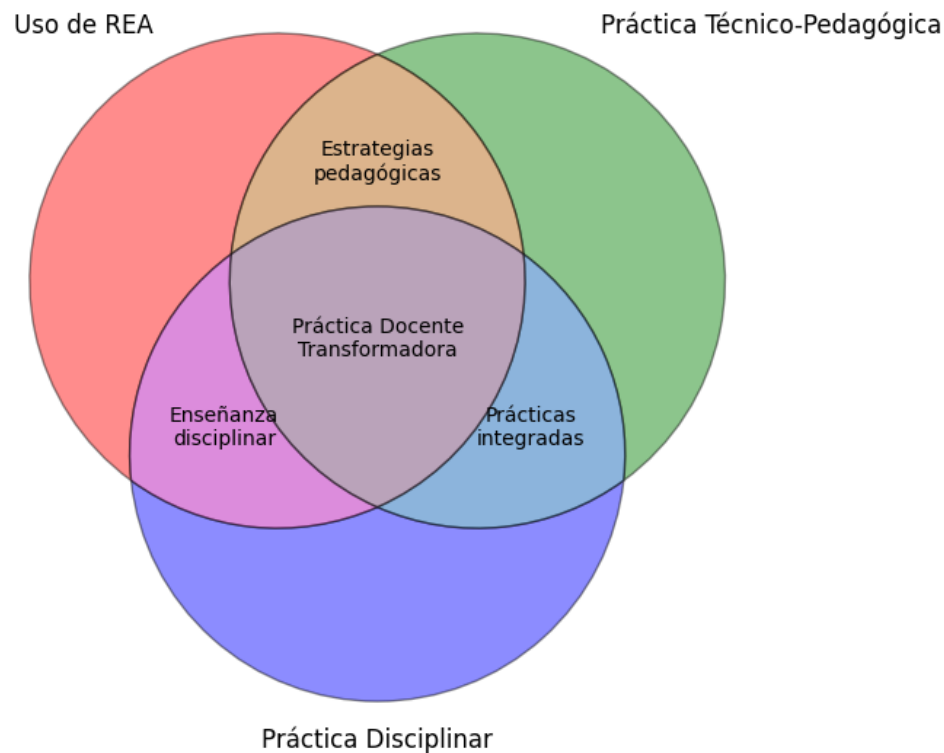 Uso de REA
Práctica Técnico-Pedagógica
Estrategias
pedagógicas
Práctica Docente
Transformadora
Enseñanza
disciplinar
Prácticas
integradas
Práctica Disciplinar